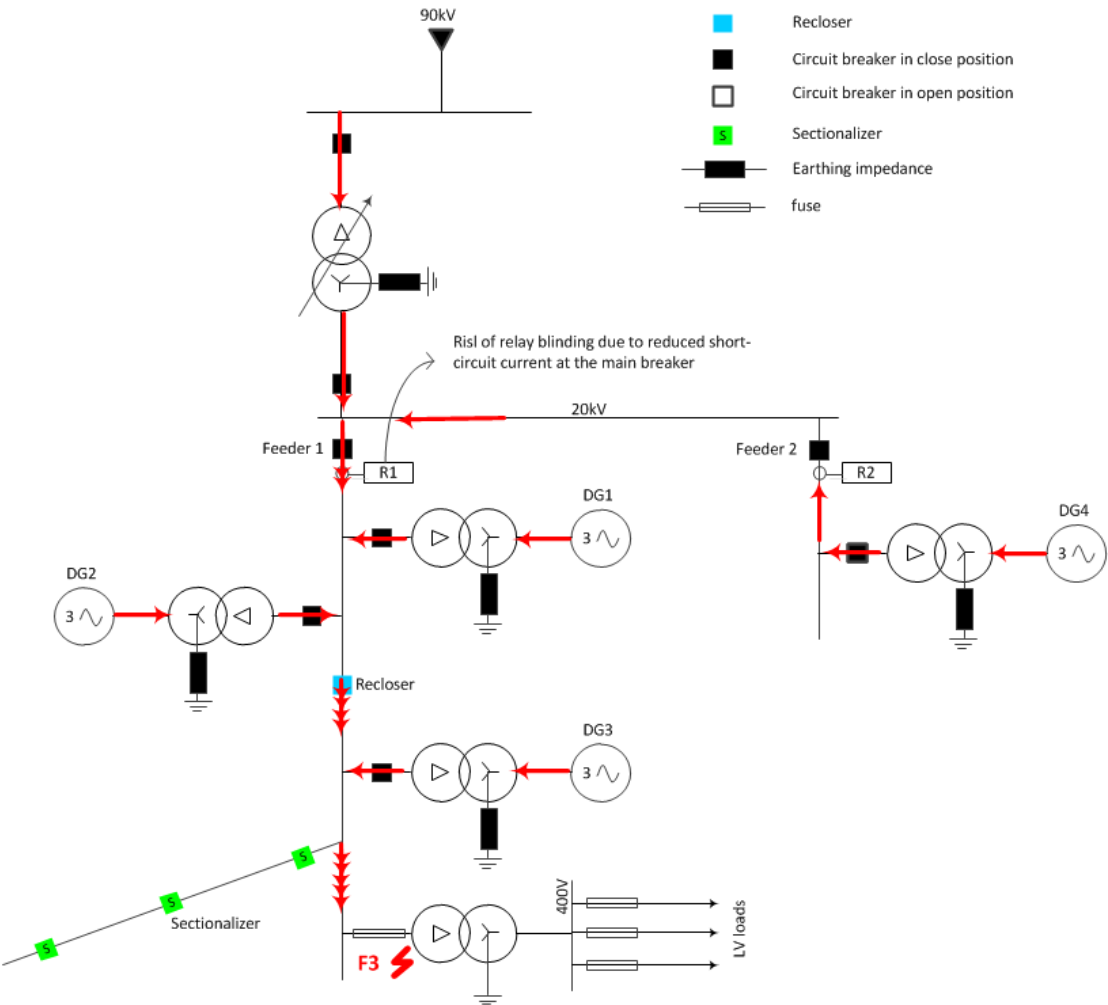 90kV
Recloser
Circuit breaker in close position
Circuit breaker in open position
S
Sectionalizer
Earthing impedance
fuse
Risl of relay blinding due to reduced short-
circuit current at the main breaker
20kV
Feeder 1
R1
Feeder 2
R2
DG1
3
DG4
3
DG2
3
Recloser
DG3
3
S
S
S
Sectionalizer
F3
400V
LV loads